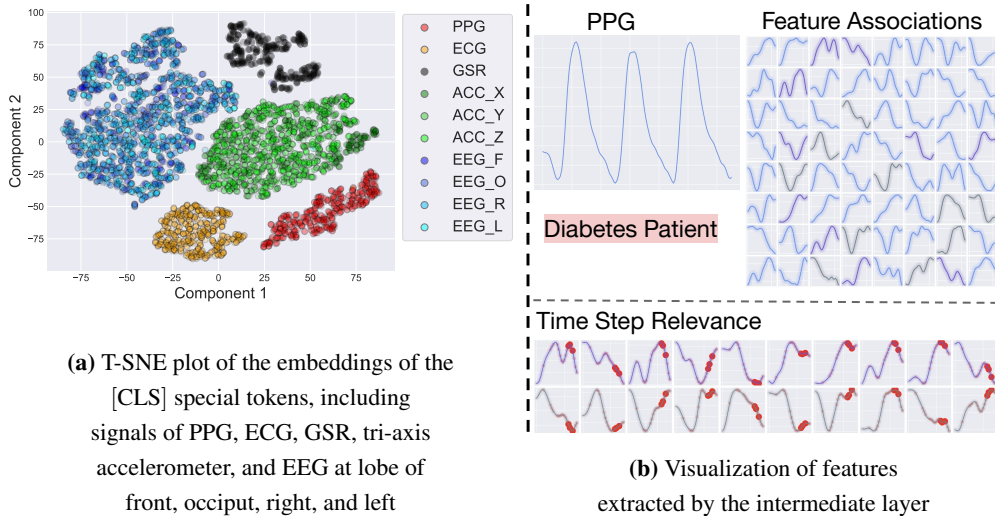 100
75
50
25
0
−25
−50
−75
Component 2
−75
−50
−25
0
25
50
75
Component 1
PPG
ECG
GSR
ACC_X
ACC_Y
ACC_Z
EEG_F
EEG_O
EEG_R
EEG_L
(a) T-SNE plot of the embeddings of the
[CLS] special tokens, including
signals of PPG, ECG, GSR, tri-axis
accelerometer, and EEG at lobe of
front, occiput, right, and left
PPG
Feature Associations
Diabetes Patient
Time Step Relevance
(b) Visualization of features
extracted by the intermediate layer